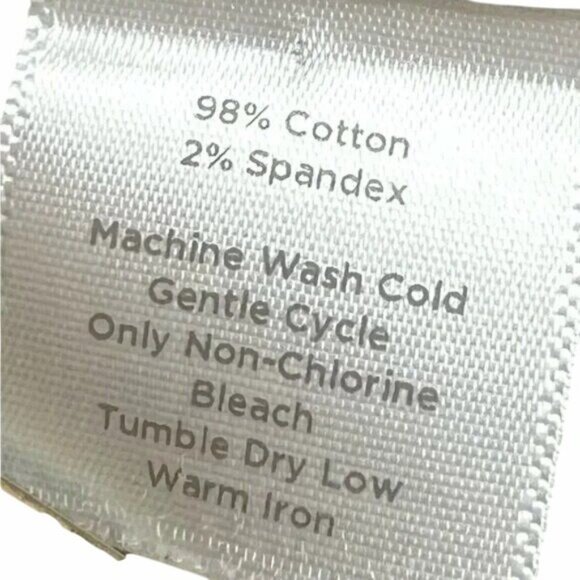 98% Cotton
2% Spandex
Machine Wash Cold
Gentle Cycle
Only Non-Chlorine
Bleach
Tumble Dry Low
Warm Iron